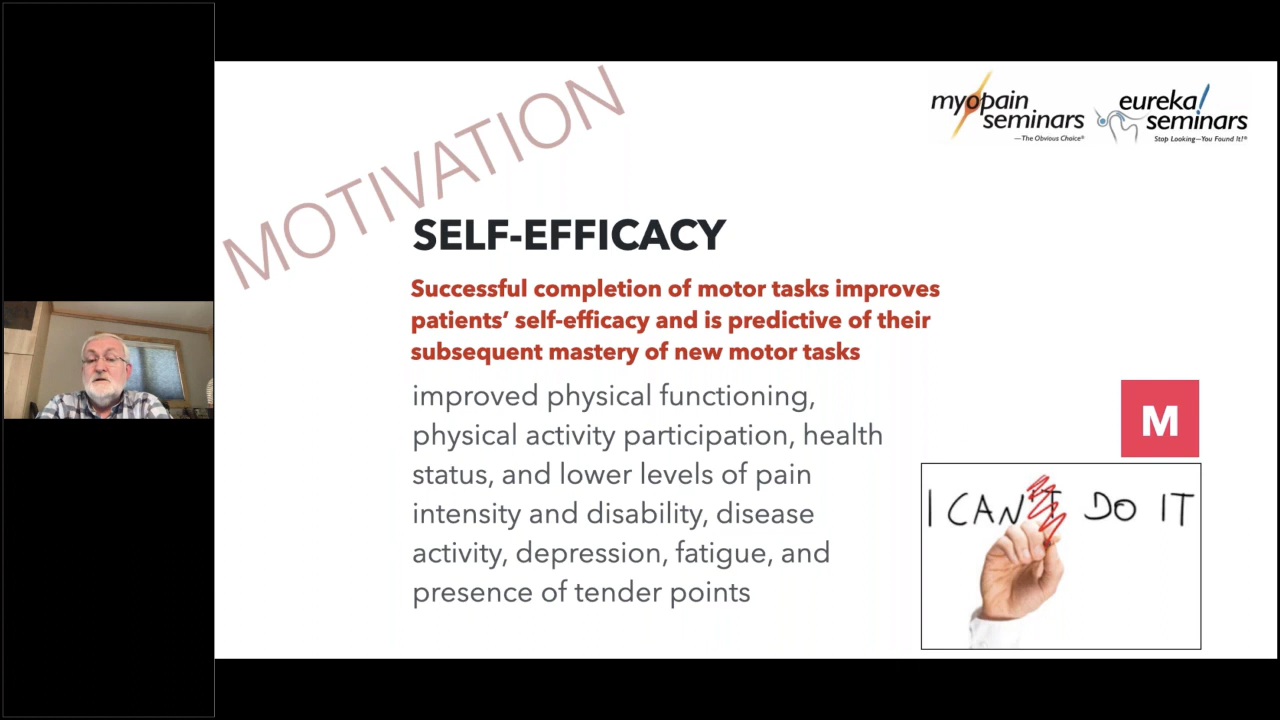 MOTIVATION
myopain
seminars
—The Obvious Choice®
eureka!
seminars
Stop Looking—You Found It!®
SELF-EFFICACY
Successful completion of motor tasks improves
patients’ self-efficacy and is predictive of their
subsequent mastery of new motor tasks
improved physical functioning,
physical activity participation, health
status, and lower levels of pain
intensity and disability, disease
activity, depression, fatigue, and
presence of tender points
M
I CAN'T DO IT